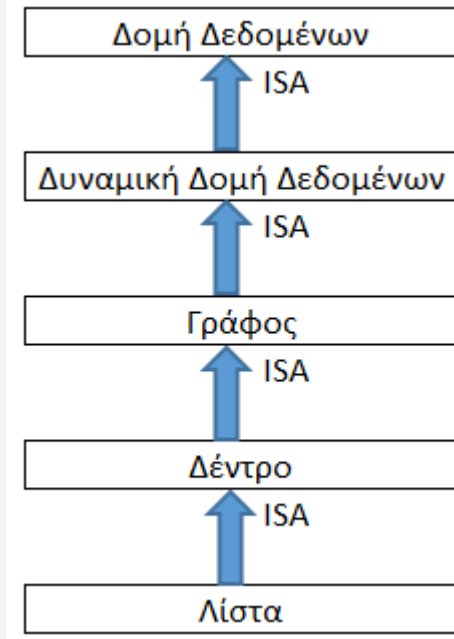 Δομή Δεδομένων
ISA
Δυναμική Δομή Δεδομένων
ISA
Γράφος
ISA
Δέντρο
ISA
Λίστα